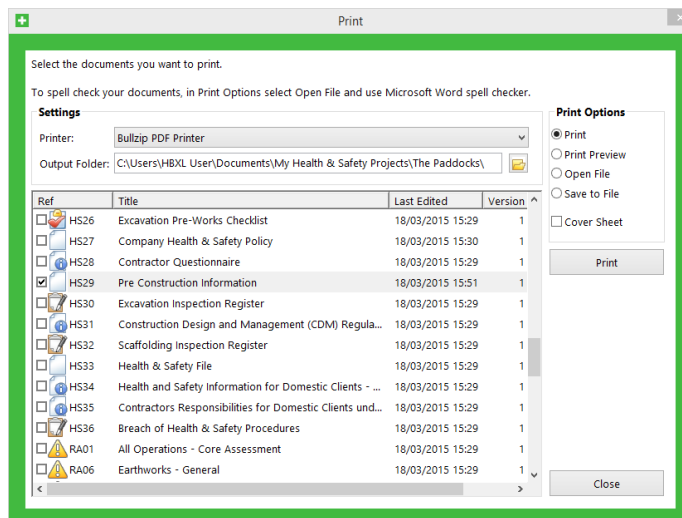 Print
Select the documents you want to print.
To spell check your documents, in Print Options select Open File and use Microsoft Word spell checker.
Settings
Printer: Bullzip PDF Printer
Output Folder: C:\Users\HBXL User\Documents\My Health & Safety Projects\The Paddocks\
Print Options
Print
Print Preview
Open File
Save to File
Cover Sheet
Print
Ref Title Last Edited Version
HS26 Excavation Pre-Works Checklist 18/03/2015 15:29 1
HS27 Company Health & Safety Policy 18/03/2015 15:30 1
HS28 Contractor Questionnaire 18/03/2015 15:29 1
HS29 Pre Construction Information 18/03/2015 15:51 1
HS30 Excavation Inspection Register 18/03/2015 15:29 1
HS31 Construction Design and Management (CDM) Regula... 18/03/2015 15:29 1
HS32 Scaffolding Inspection Register 18/03/2015 15:29 1
HS33 Health & Safety File 18/03/2015 15:29 1
HS34 Health and Safety Information for Domestic Clients - ... 18/03/2015 15:29 1
HS35 Contractors Responsibilities for Domestic Clients und... 18/03/2015 15:29 1
HS36 Breach of Health & Safety Procedures 18/03/2015 15:29 1
RA01 All Operations - Core Assessment 18/03/2015 15:29 1
RA06 Earthworks - General 18/03/2015 15:29 1
Close